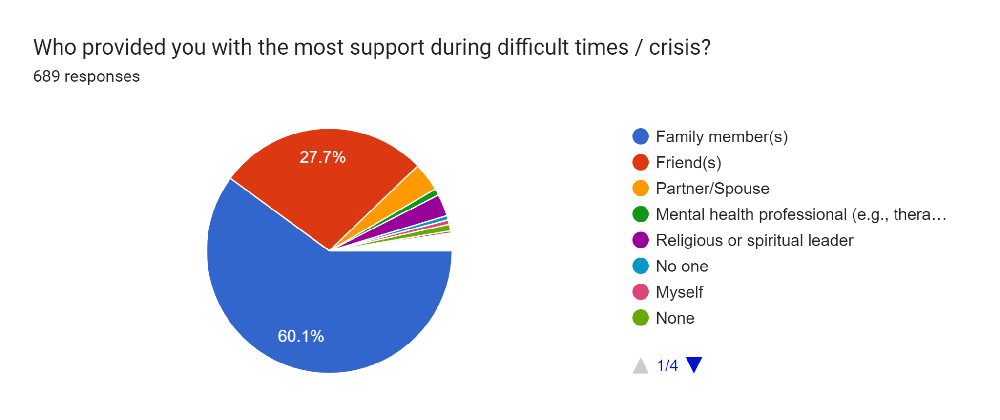 Who provided you with the most support during difficult times / crisis?
689 responses
27.7%
60.1%
Family member(s)
Friend(s)
Partner/Spouse
Mental health professional (e.g., thera…
Religious or spiritual leader
No one
Myself
None
1/4